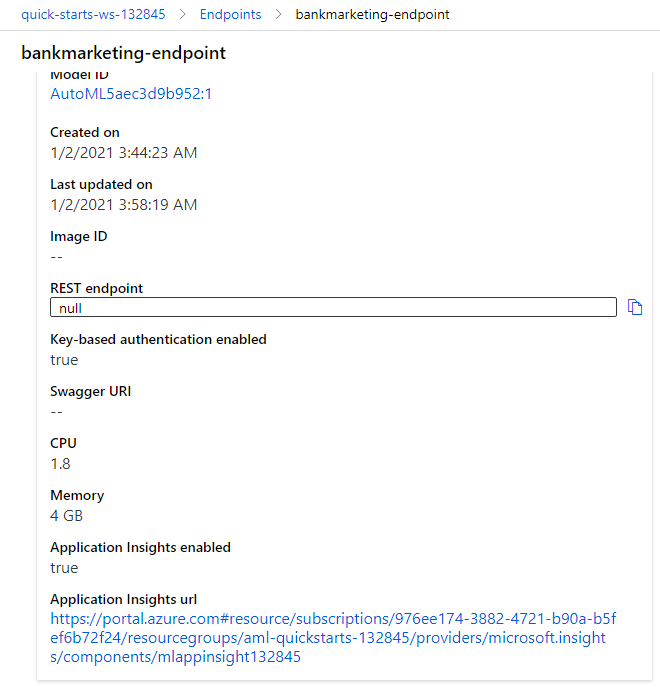 quick-starts-ws-132845 > Endpoints > bankmarketing-endpoint
bankmarketing-endpoint
Model ID
AutoML5aec3d9b952:1
Created on
1/2/2021 3:44:23 AM
Last updated on
1/2/2021 3:58:19 AM
Image ID
--
REST endpoint
null
Key-based authentication enabled
true
Swagger URI
--
CPU
1.8
Memory
4 GB
Application Insights enabled
true
Application Insights url
https://portal.azure.com#resource/subscriptions/976ee174-3882-4721-b90a-b5f
ef6b72f24/resourcegroups/aml-quickstarts-132845/providers/microsoft.insight
s/components/mlappinsight132845